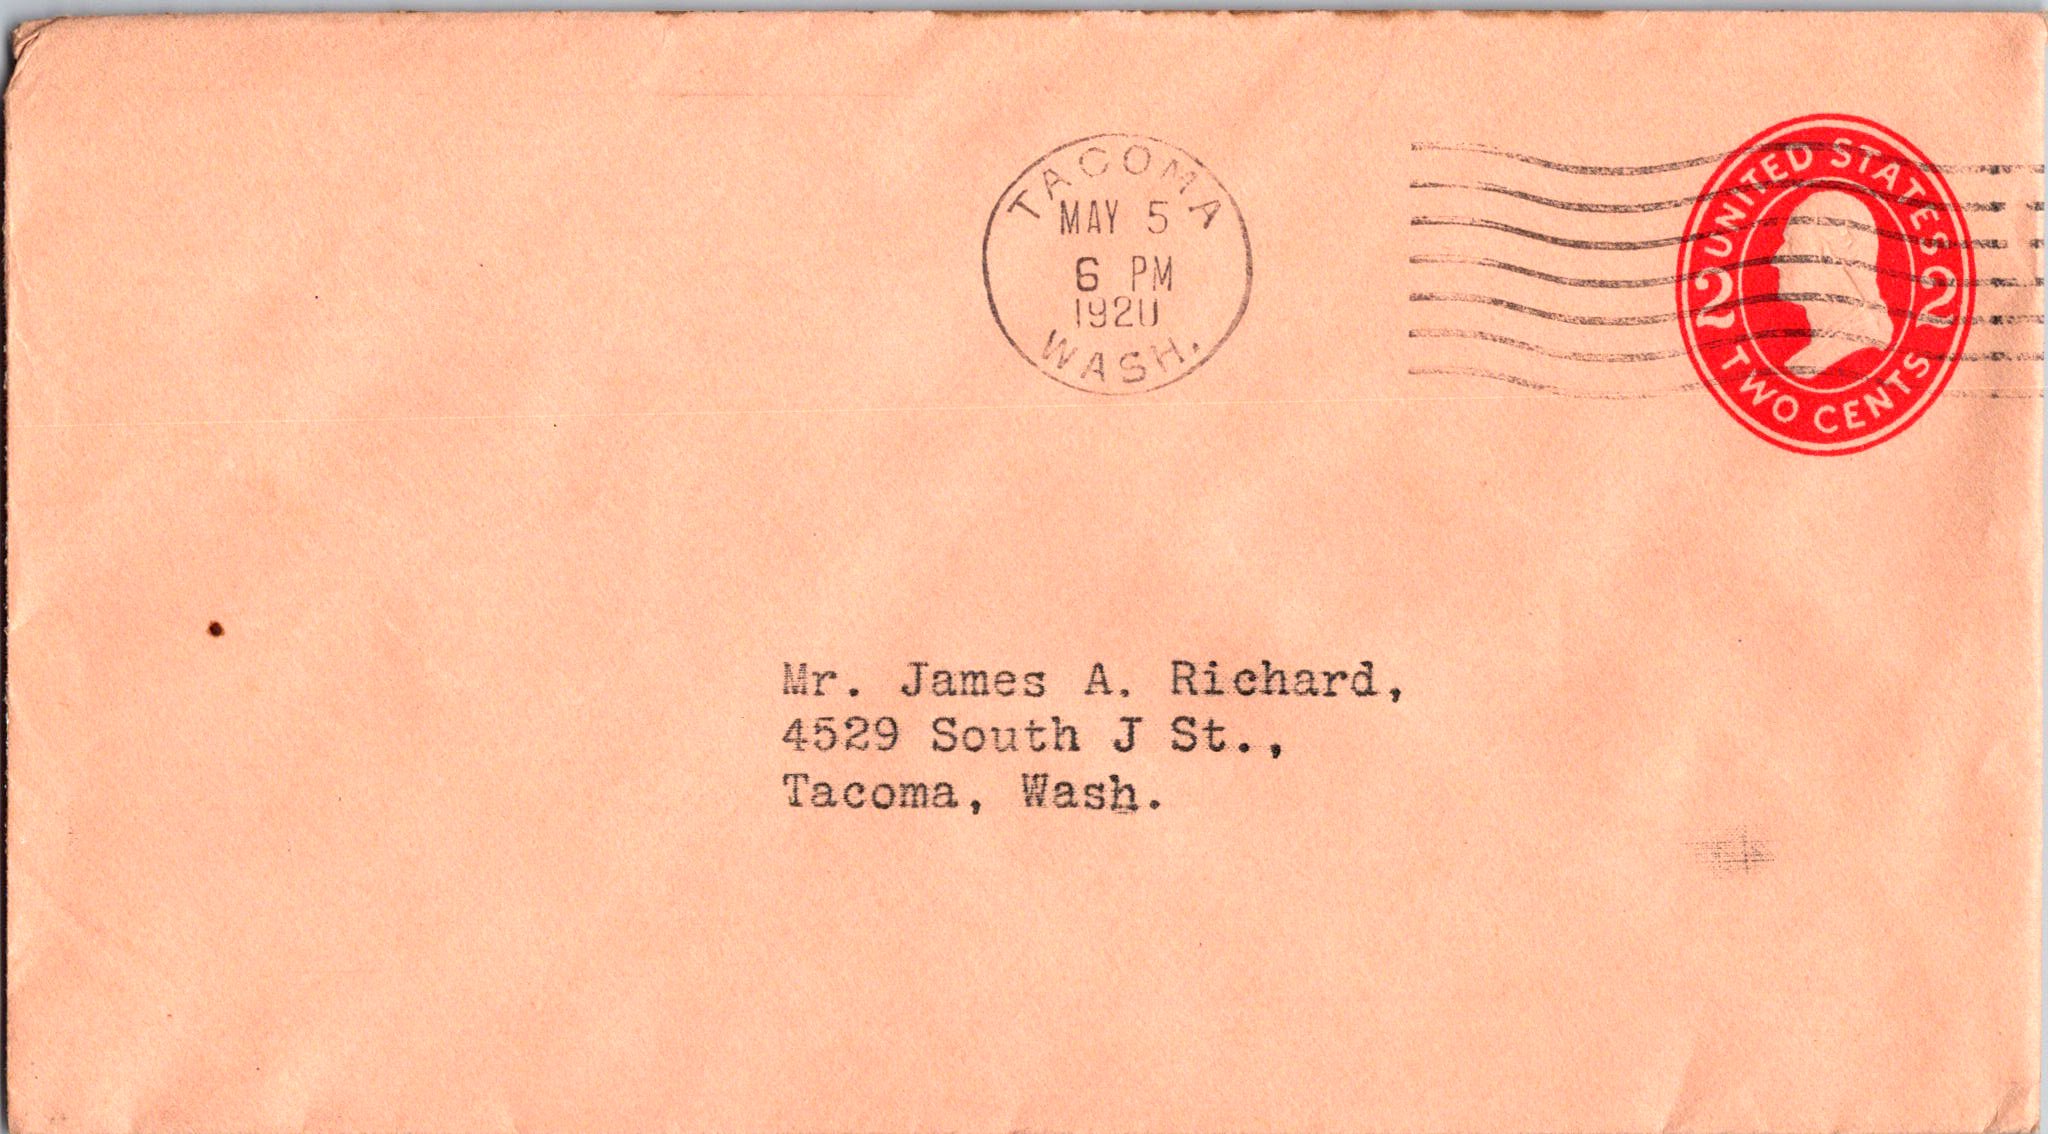 TACOMA
MAY 5
6 PM
1920
WASH.
UNITED STATES
2 2
TWO CENTS
Mr. James A. Richard,
4529 South J St.,
Tacoma, Wash.